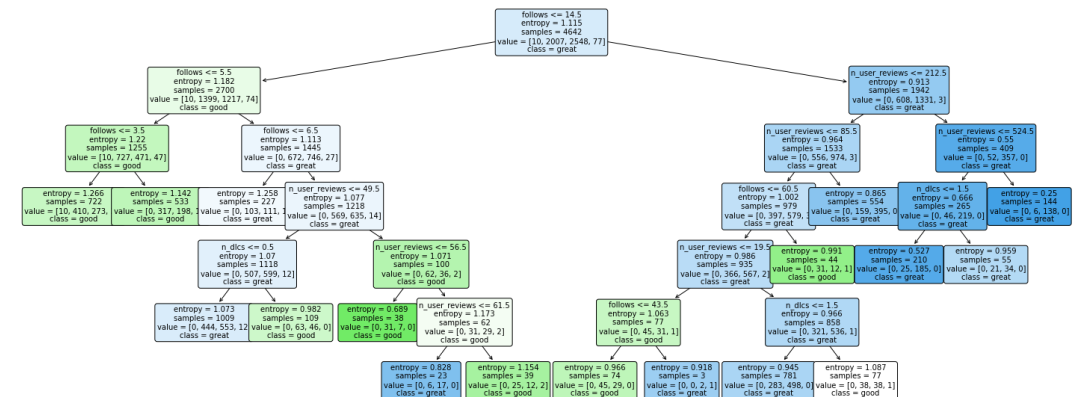 follows <= 14.5
entropy = 1.115
samples = 4642
value = [10, 2007, 2548, 77]
class = great
follows <= 5.5
entropy = 1.182
samples = 2700
value = [10, 1399, 1217, 74]
class = good
n_user_reviews <= 212.5
entropy = 0.913
samples = 1942
value = [0, 608, 1331, 3]
class = great
follows <= 3.5
entropy = 1.22
samples = 1255
value = [10, 727, 471, 47]
class = good
follows <= 6.5
entropy = 1.113
samples = 1445
value = [0, 672, 746, 27]
class = great
n_user_reviews <= 85.5
entropy = 0.964
samples = 1533
value = [0, 556, 974, 3]
class = great
n_user_reviews <= 524.5
entropy = 0.55
samples = 409
value = [0, 52, 357, 0]
class = great
entropy = 1.266
samples = 722
value = [10, 410, 273,
class = good
entropy = 1.142
samples = 533
value = [0, 317, 198,
class = good
entropy = 1.258
samples = 227
value = [0, 103, 111,
class = great
n_user_reviews <= 49.5
entropy = 1.077
samples = 1218
value = [0, 569, 635, 14]
class = great
follows <= 60.5
entropy = 1.002
samples = 979
value = [0, 397, 579,
class = great
entropy = 0.865
samples = 554
value = [0, 159, 395, 0]
class = great
n_dlcs <= 1.5
entropy = 0.666
samples = 265
value = [0, 46, 219, 0]
class = great
entropy = 0.25
samples = 144
value = [0, 6, 138, 0]
class = great
n_dlcs <= 0.5
entropy = 1.07
samples = 1118
value = [0, 507, 599, 12]
class = great
n_user_reviews <= 56.5
entropy = 1.071
samples = 100
value = [0, 62, 36, 2]
class = good
n_user_reviews <= 19.5
entropy = 0.986
samples = 935
value = [0, 366, 567, 2]
class = great
entropy = 0.991
samples = 44
value = [0, 31, 12, 1]
class = good
entropy = 0.527
samples = 210
value = [0, 25, 185, 0]
class = great
entropy = 0.959
samples = 55
value = [0, 21, 34, 0]
class = great
entropy = 1.073
samples = 1009
value = [0, 444, 553, 12
class = great
entropy = 0.982
samples = 109
value = [0, 63, 46, 0]
class = good
entropy = 0.689
samples = 38
value = [0, 31, 7, 0]
class = good
n_user_reviews <= 61.5
entropy = 1.173
samples = 62
value = [0, 31, 29, 2]
class = good
follows <= 43.5
entropy = 1.063
samples = 77
value = [0, 45, 31, 1]
class = good
n_dlcs <= 1.5
entropy = 0.966
samples = 858
value = [0, 321, 536, 1]
class = great
entropy = 0.828
samples = 23
value = [0, 6, 17, 0]
class = great
entropy = 1.154
samples = 39
value = [0, 25, 12, 2]
class = good
entropy = 0.966
samples = 74
value = [0, 45, 29, 0]
class = good
entropy = 0.918
samples = 3
value = [0, 0, 2, 1]
class = great
entropy = 0.945
samples = 781
value = [0, 283, 498, 0]
class = great
entropy = 1.087
samples = 77
value = [0, 38, 38, 1]
class = good